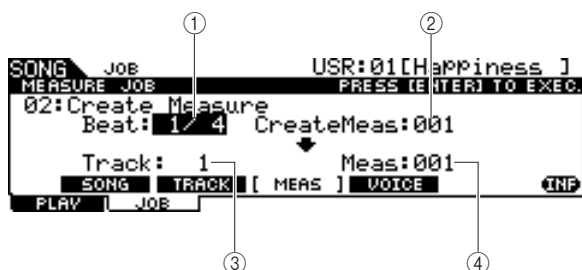 ① ②
SONG JOB USR:01[Happiness ]
MEASURE JOB PRESS [ENTER] TO EXEC.
02:Create Measure
Beat: 1/ 4 CreateMeas:001
Track: 1 Meas:001
SONG TRACK [ MEAS ] VOICE INF
PLAY JOB
③ ④